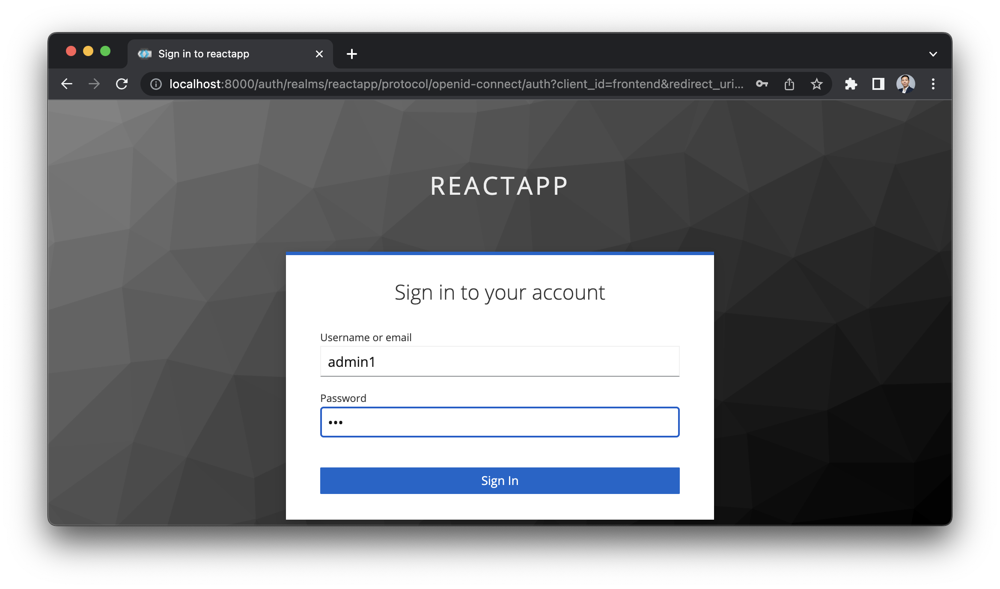 Sign in to reactapp
localhost:8000/auth/realms/reactapp/protocol/openid-connect/auth?client_id=frontend&redirect_uri...
REACTAPP
Sign in to your account
Username or email
admin1
Password
•••
Sign In